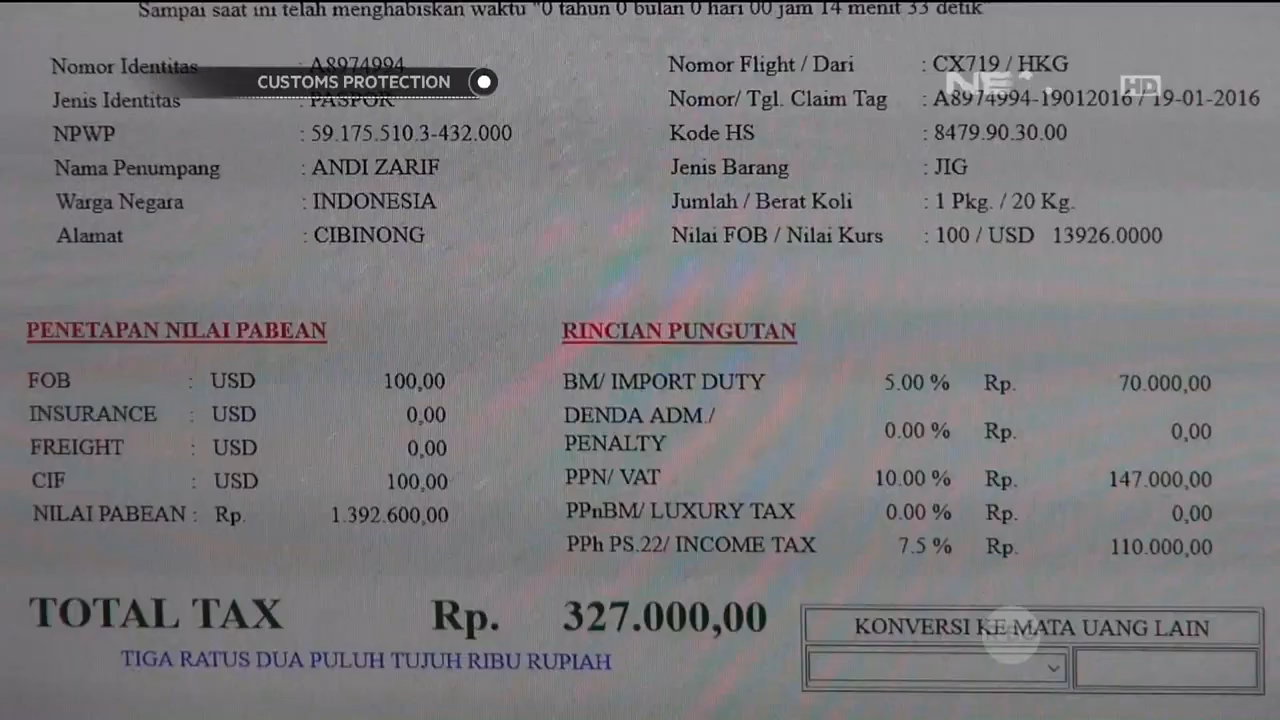 Sampai saat ini telah menghabiskan waktu "0 tahun 0 bulan 0 hari 00 jam 14 menit 33 detik"
CUSTOMS PROTECTION
NET
HD
Nomor Identitas : A8974994
Jenis Identitas : PASPOR
NPWP : 59.175.510.3-432.000
Nama Penumpang : ANDI ZARIF
Warga Negara : INDONESIA
Alamat : CIBINONG
Nomor Flight / Dari : CX719 / HKG
Nomor/ Tgl. Claim Tag : A8974994-19012016 / 19-01-2016
Kode HS : 8479.90.30.00
Jenis Barang : JIG
Jumlah / Berat Koli : 1 Pkg. / 20 Kg.
Nilai FOB / Nilai Kurs : 100 / USD 13926.0000
PENETAPAN NILAI PABEAN
FOB : USD 100,00
INSURANCE : USD 0,00
FREIGHT : USD 0,00
CIF : USD 100,00
NILAI PABEAN : Rp. 1.392.600,00
RINCIAN PUNGUTAN
BM/ IMPORT DUTY 5.00 % Rp. 70.000,00
DENDA ADM./
PENALTY 0.00 % Rp. 0,00
PPN/ VAT 10.00 % Rp. 147.000,00
PPnBM/ LUXURY TAX 0.00 % Rp. 0,00
PPh PS.22/ INCOME TAX 7.5 % Rp. 110.000,00
TOTAL TAX Rp. 327.000,00
TIGA RATUS DUA PULUH TUJUH RIBU RUPIAH
KONVERSI KE MATA UANG LAIN